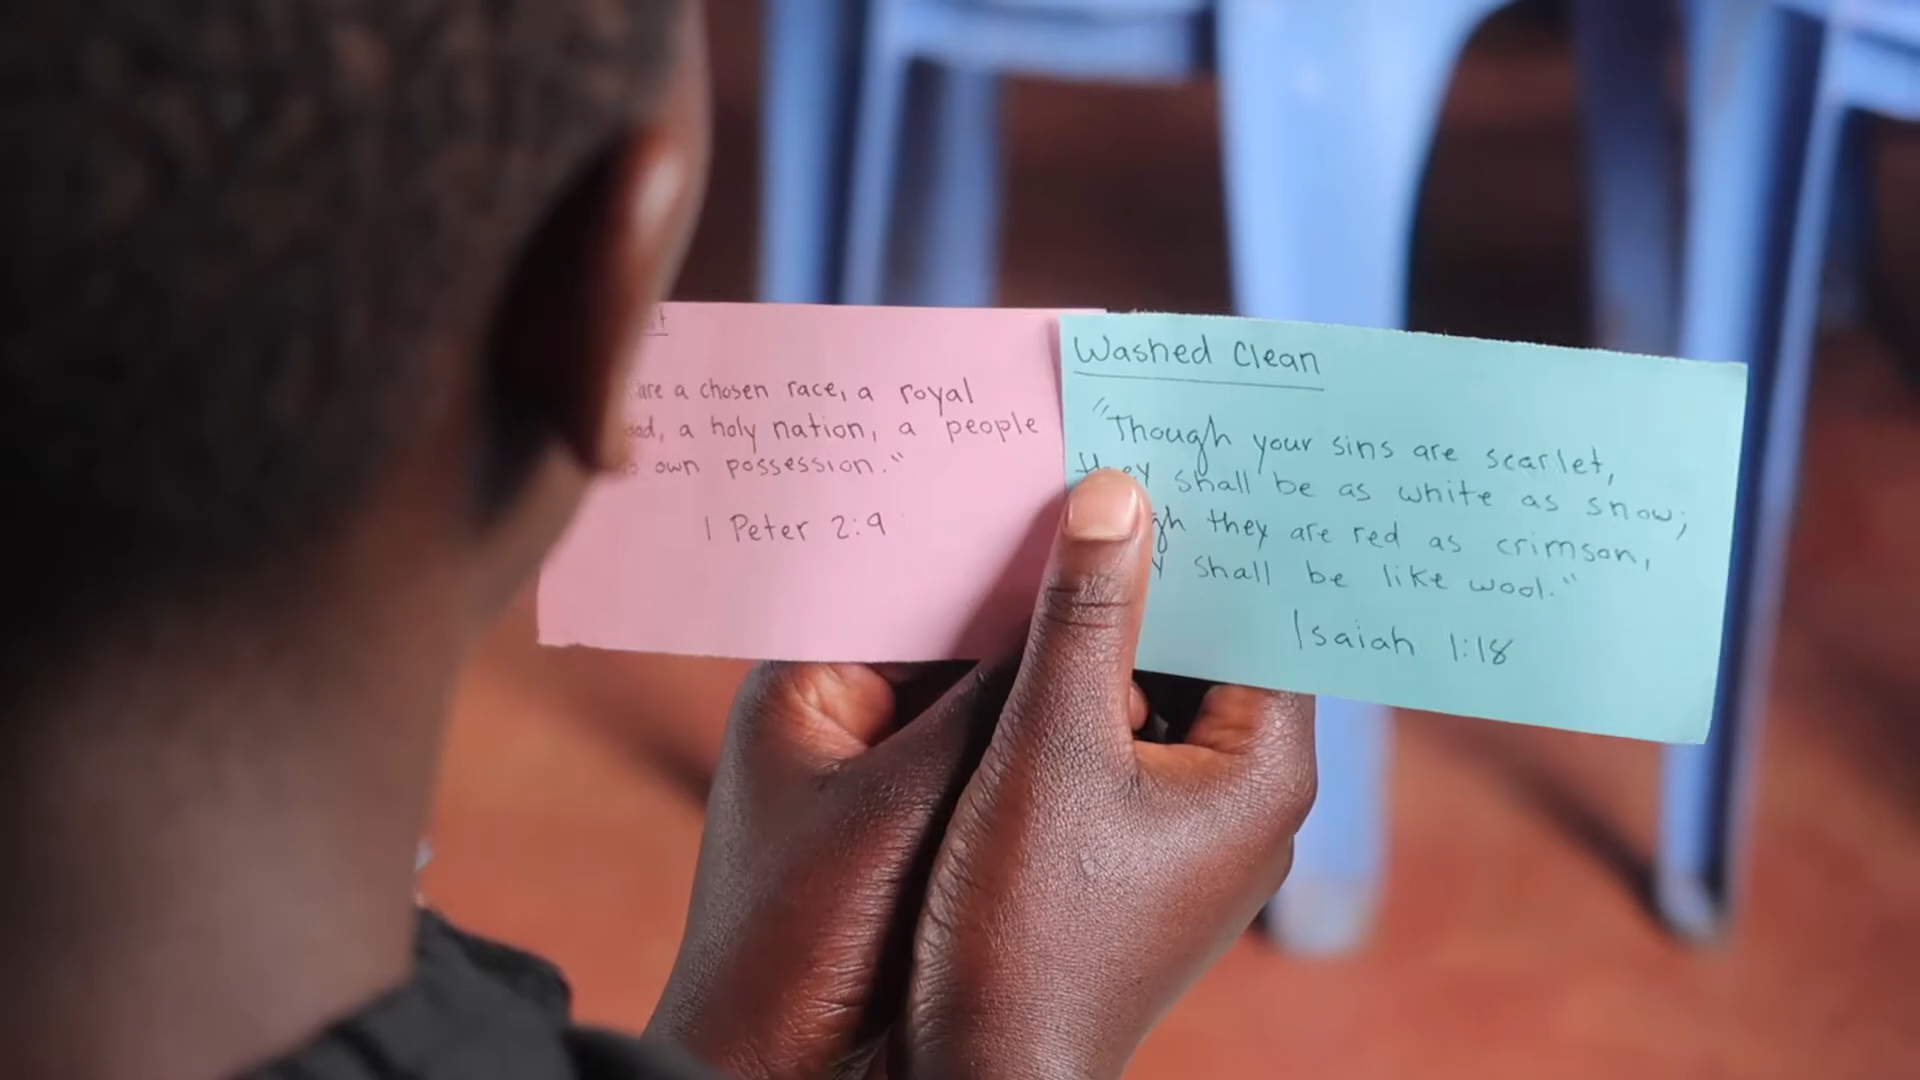 are a chosen race, a royal
a holy nation, a people
own possession."
1 Peter 2:9
Washed Clean
"Though your sins are scarlet,
they shall be as white as snow;
they are red as crimson,
shall be like wool."
Isaiah 1:18